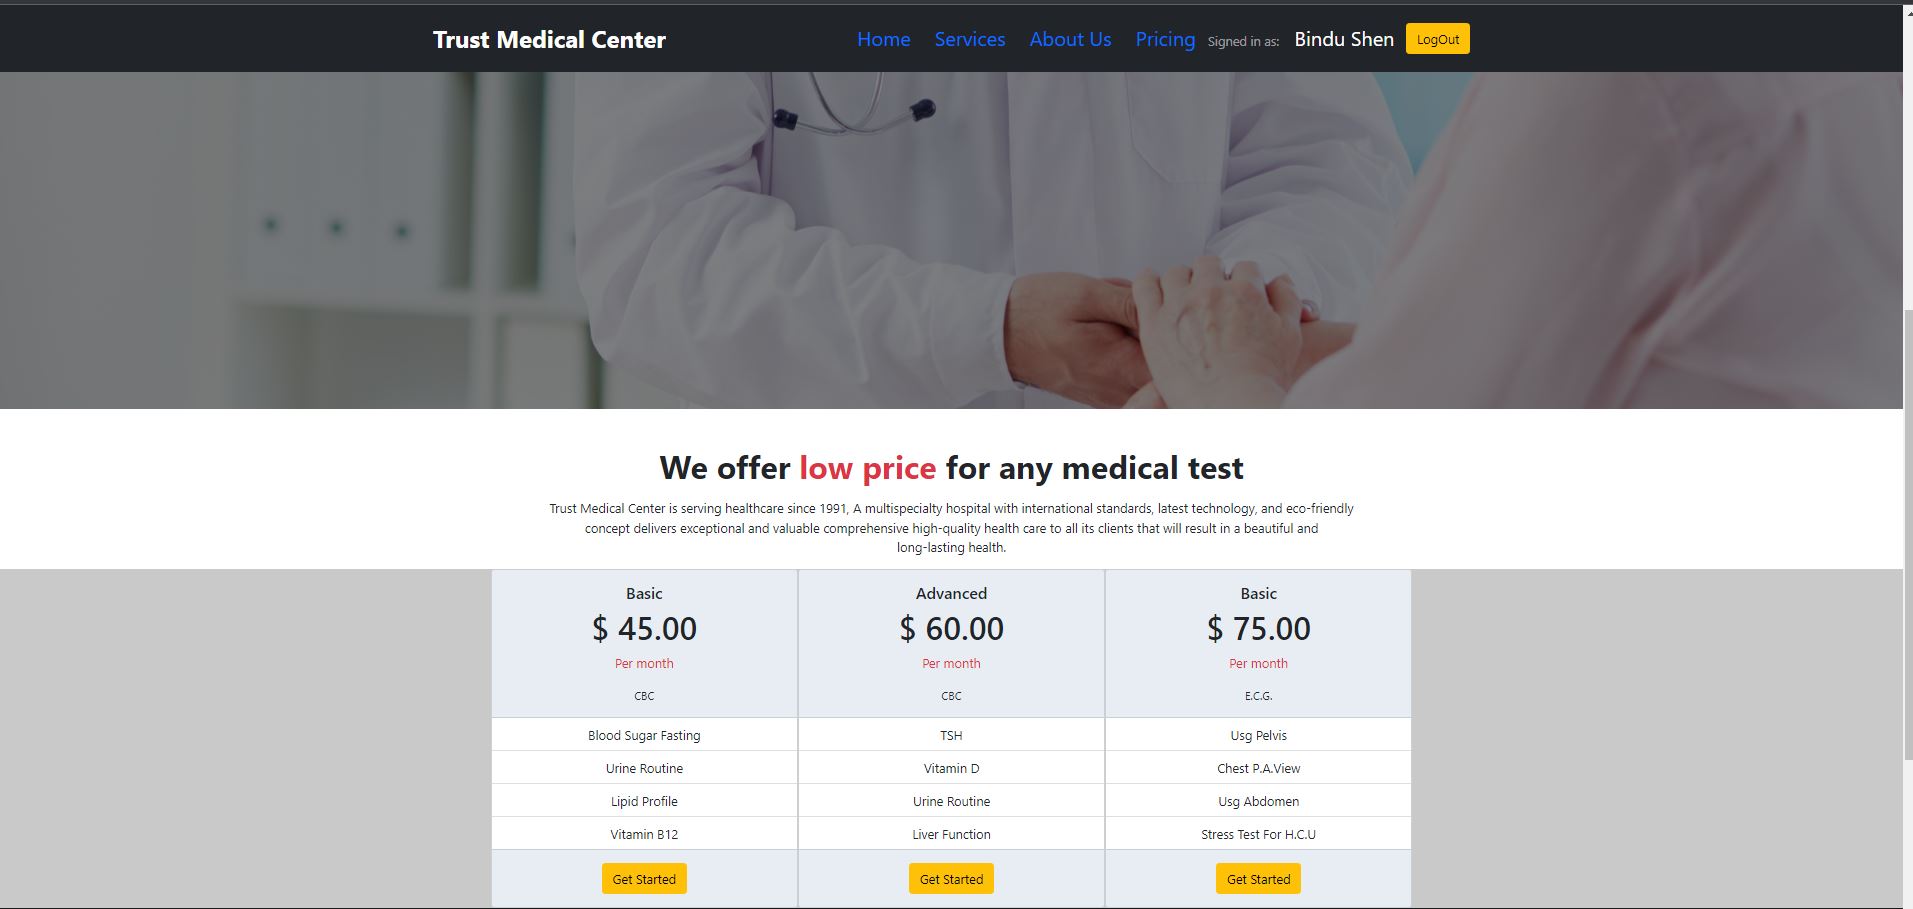 Trust Medical Center
Home Services About Us Pricing Signed in as: Bindu Shen LogOut
We offer low price for any medical test
Trust Medical Center is serving healthcare since 1991, A multispecialty hospital with international standards, latest technology, and eco-friendly
concept delivers exceptional and valuable comprehensive high-quality health care to all its clients that will result in a beautiful and
long-lasting health.
Basic
$ 45.00
Per month
CBC
Blood Sugar Fasting
Urine Routine
Lipid Profile
Vitamin B12
Get Started
Advanced
$ 60.00
Per month
CBC
TSH
Vitamin D
Urine Routine
Liver Function
Get Started
Basic
$ 75.00
Per month
E.C.G.
Usg Pelvis
Chest P.A.View
Usg Abdomen
Stress Test For H.C.U
Get Started